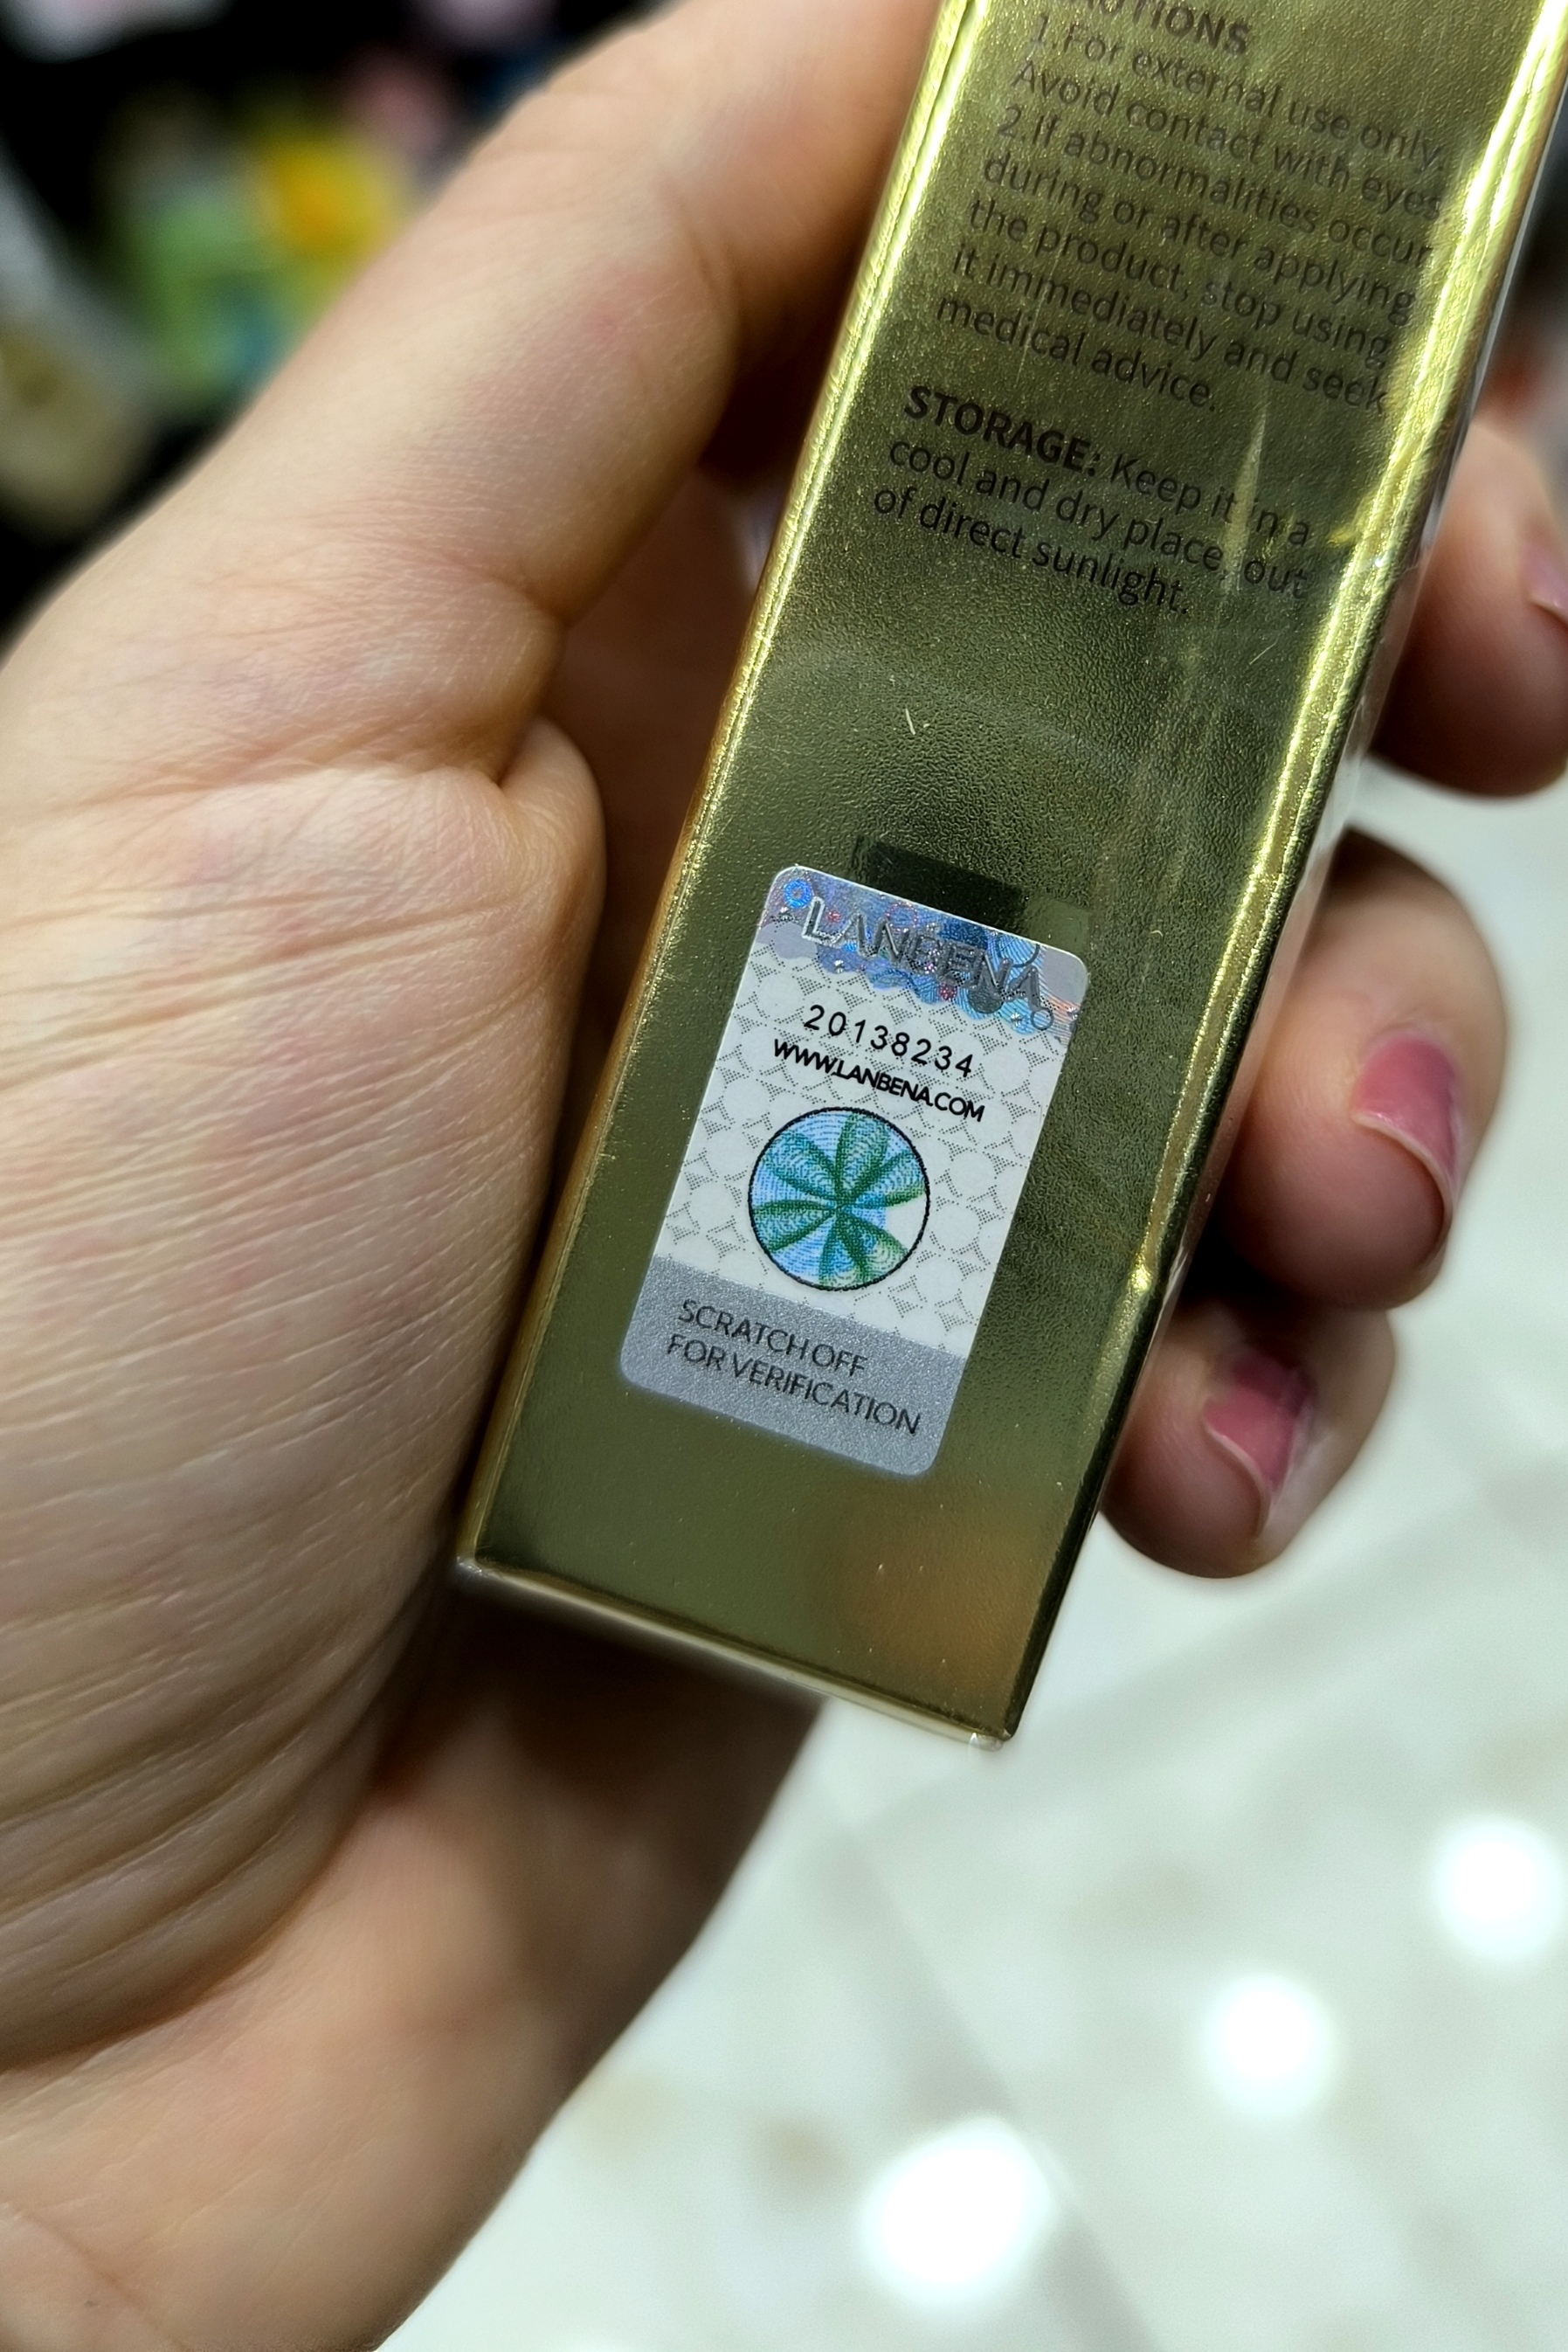 CAUTIONS
1.For external use only.
Avoid contact with eyes.
2.If abnormalities occur
during or after applying
the product, stop using
it immediately and seek
medical advice.
STORAGE: Keep it in a
cool and dry place, out
of direct sunlight.
LANBENA
20138234
WWW.LANBENA.COM
SCRATCH OFF
FOR VERIFICATION